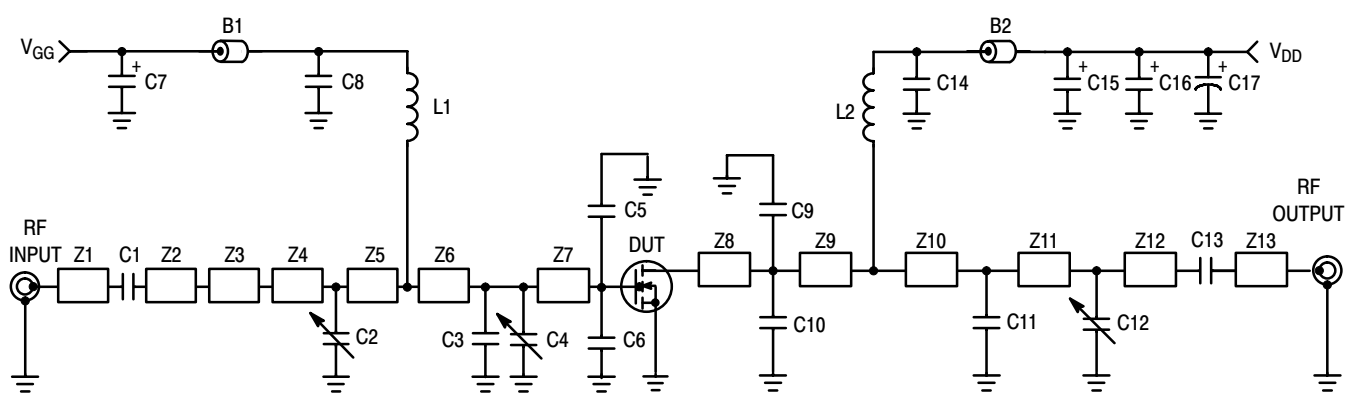 B1
B2
VGG
VDD
+
C7
C8
L1
L2
C14
+
C15
+
C16
+
C17
C5
C9
RF
INPUT
RF
OUTPUT
Z1
C1
Z2
Z3
Z4
Z5
Z6
Z7
DUT
Z8
Z9
Z10
Z11
Z12
C13
Z13
C2
C3
C4
C6
C10
C11
C12